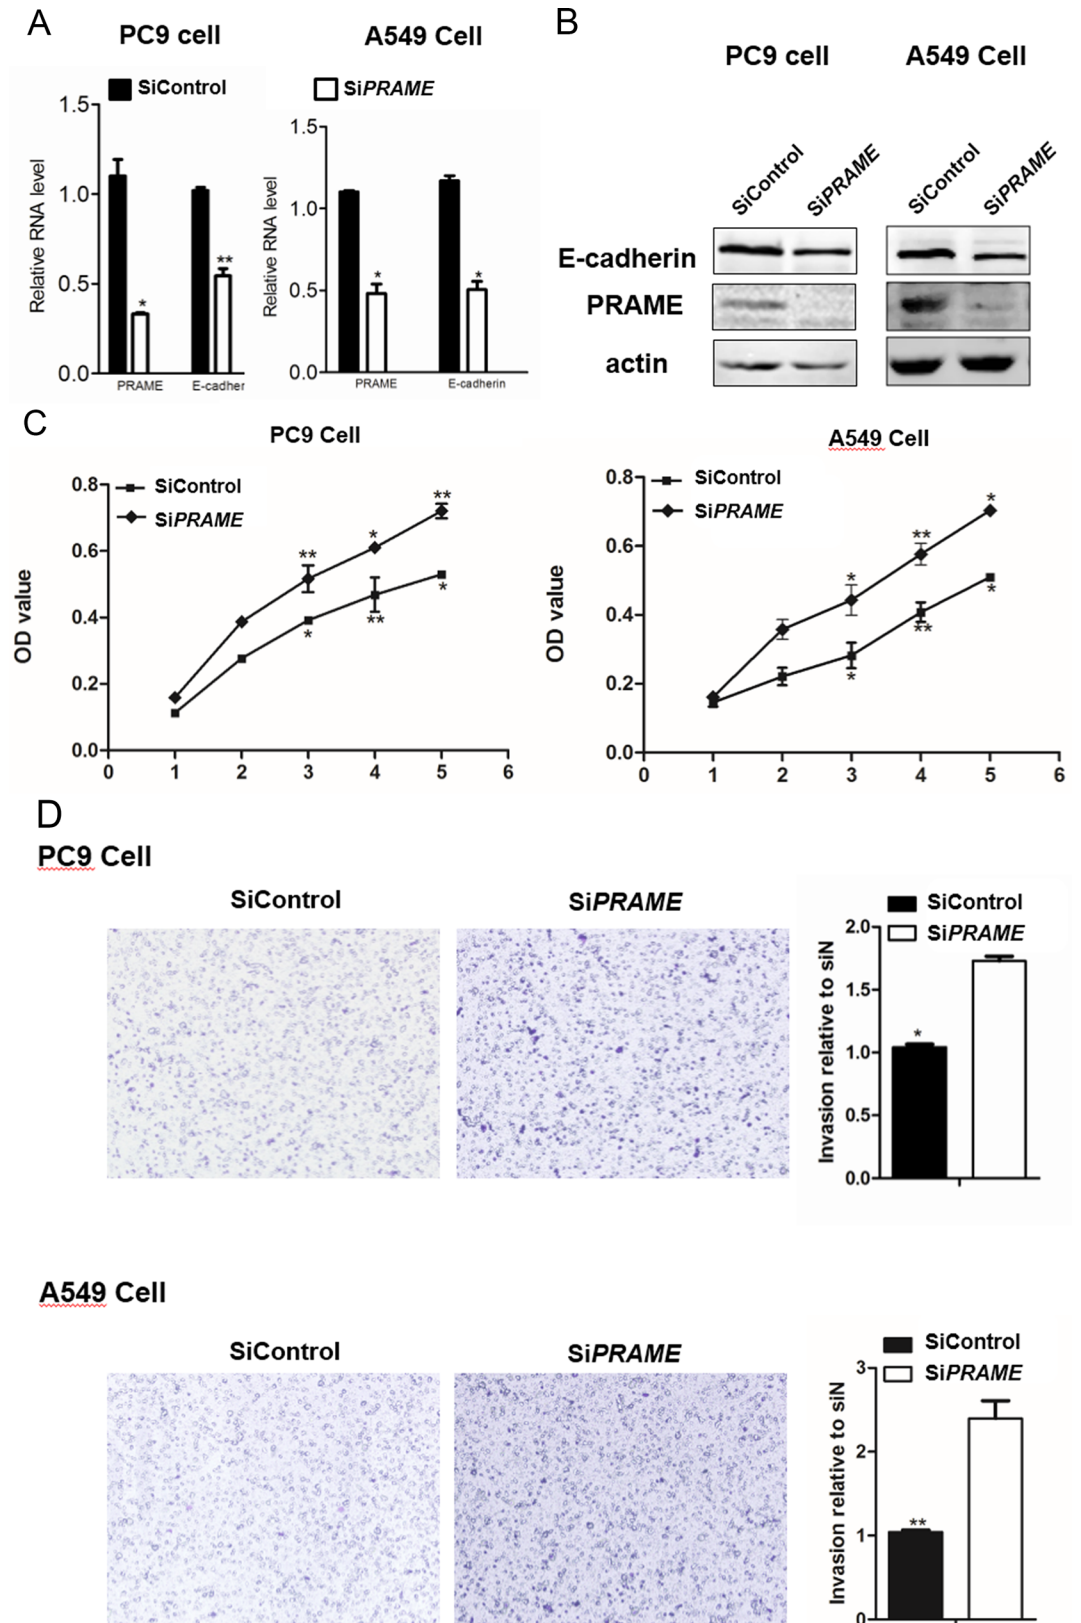 A
PC9 cell
A549 Cell
SiControl
SiPRAME
Relative RNA level
1.5
1.0
0.5
0.0
*
**
PRAME
E-cadher
Relative RNA level
1.5
1.0
0.5
0.0
*
*
PRAME
E-cadherin
B
PC9 cell
A549 Cell
SiControl
SiPRAME
SiControl
SiPRAME
E-cadherin
PRAME
actin
C
PC9 Cell
SiControl
SiPRAME
OD value
0.8
0.6
0.4
0.2
0.0
**
*
**
*
**
*
0 1 2 3 4 5 6
A549 Cell
SiControl
SiPRAME
OD value
0.8
0.6
0.4
0.2
0.0
*
**
*
*
**
*
0 1 2 3 4 5 6
D
PC9 Cell
SiControl
SiPRAME
SiControl
SiPRAME
Invasion relative to siN
2.0
1.5
1.0
0.5
0.0
*
A549 Cell
SiControl
SiPRAME
SiControl
SiPRAME
Invasion relative to siN
3
2
1
0
**